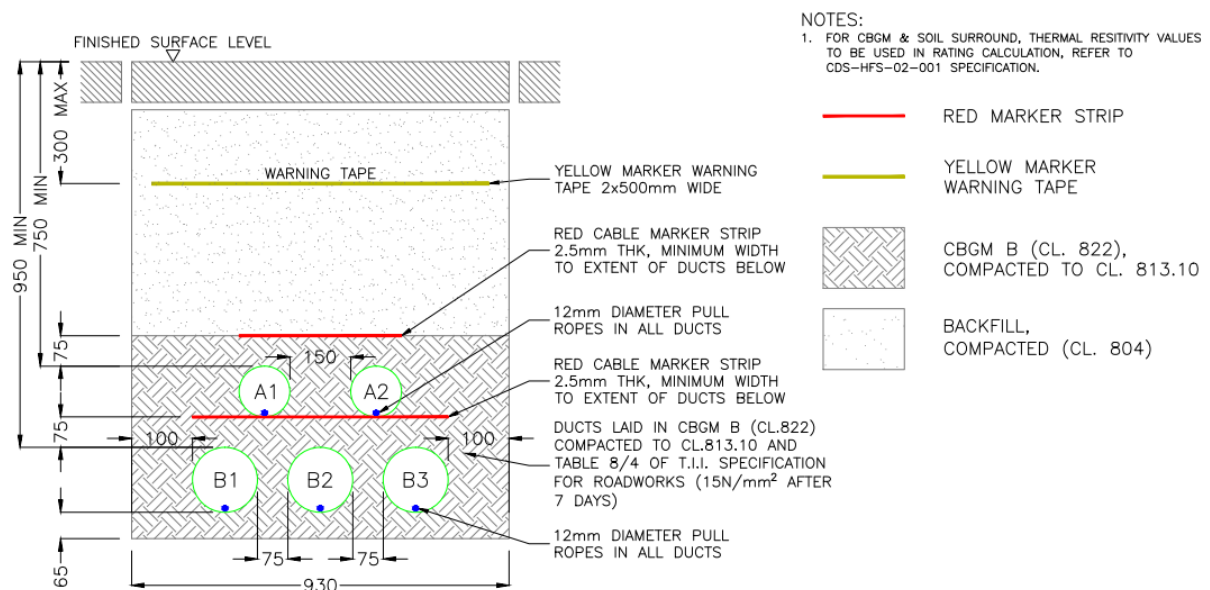 NOTES:
1. FOR CBGM & SOIL SURROUND, THERMAL RESITIVITY VALUES
TO BE USED IN RATING CALCULATION, REFER TO
CDS-HFS-02-001 SPECIFICATION.
FINISHED SURFACE LEVEL
300 MAX
750 MIN
950 MIN
WARNING TAPE
YELLOW MARKER WARNING
TAPE 2x500mm WIDE
RED CABLE MARKER STRIP
2.5mm THK, MINIMUM WIDTH
TO EXTENT OF DUCTS BELOW
12mm DIAMETER PULL
ROPES IN ALL DUCTS
RED CABLE MARKER STRIP
2.5mm THK, MINIMUM WIDTH
TO EXTENT OF DUCTS BELOW
DUCTS LAID IN CBGM B (CL.822)
COMPACTED TO CL.813.10 AND
TABLE 8/4 OF T.I.I. SPECIFICATION
FOR ROADWORKS (15N/mm² AFTER
7 DAYS)
12mm DIAMETER PULL
ROPES IN ALL DUCTS
75
150
A1
A2
75
100
100
B1
B2
B3
75
75
65
930
RED MARKER STRIP
YELLOW MARKER
WARNING TAPE
CBGM B (CL. 822),
COMPACTED TO CL. 813.10
BACKFILL,
COMPACTED (CL. 804)